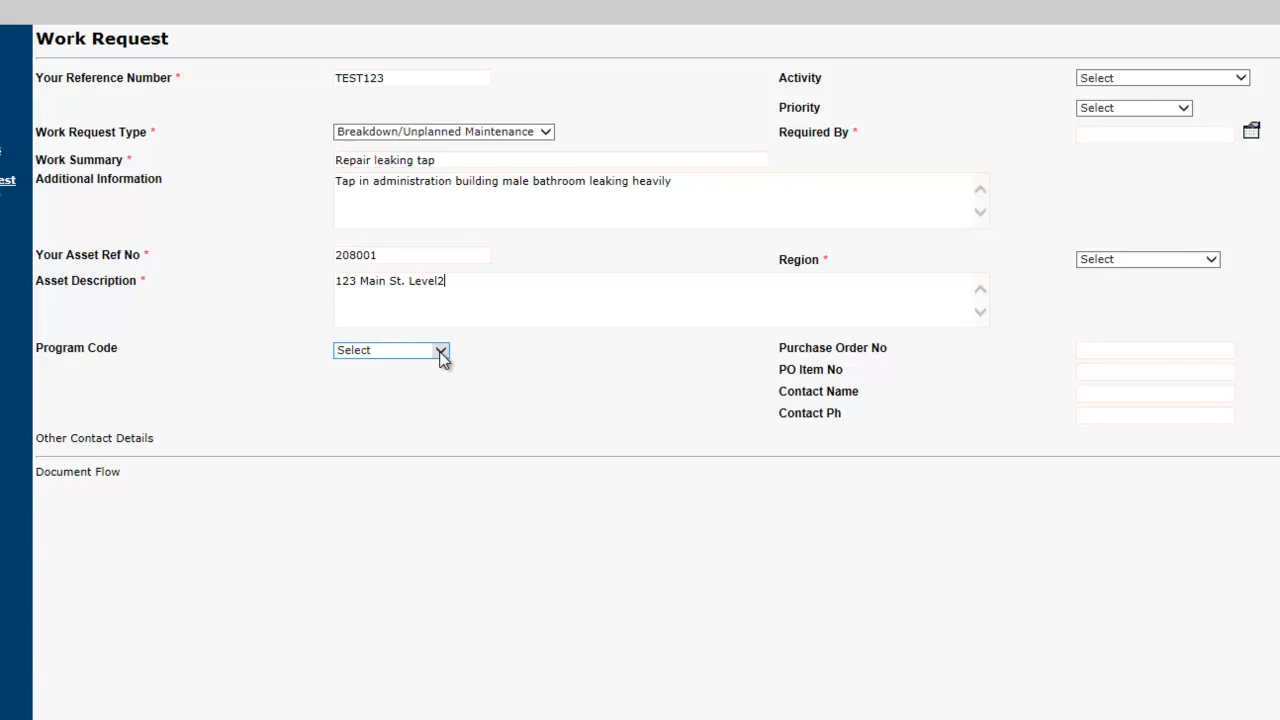 Work Request
Your Reference Number * TEST123 Activity Select
Priority Select
Work Request Type * Breakdown/Unplanned Maintenance Required By *
Work Summary * Repair leaking tap
Additional Information Tap in administration building male bathroom leaking heavily
est
Your Asset Ref No * 208001 Region * Select
Asset Description * 123 Main St. Level2
Program Code Select Purchase Order No
PO Item No
Contact Name
Contact Ph
Other Contact Details
Document Flow